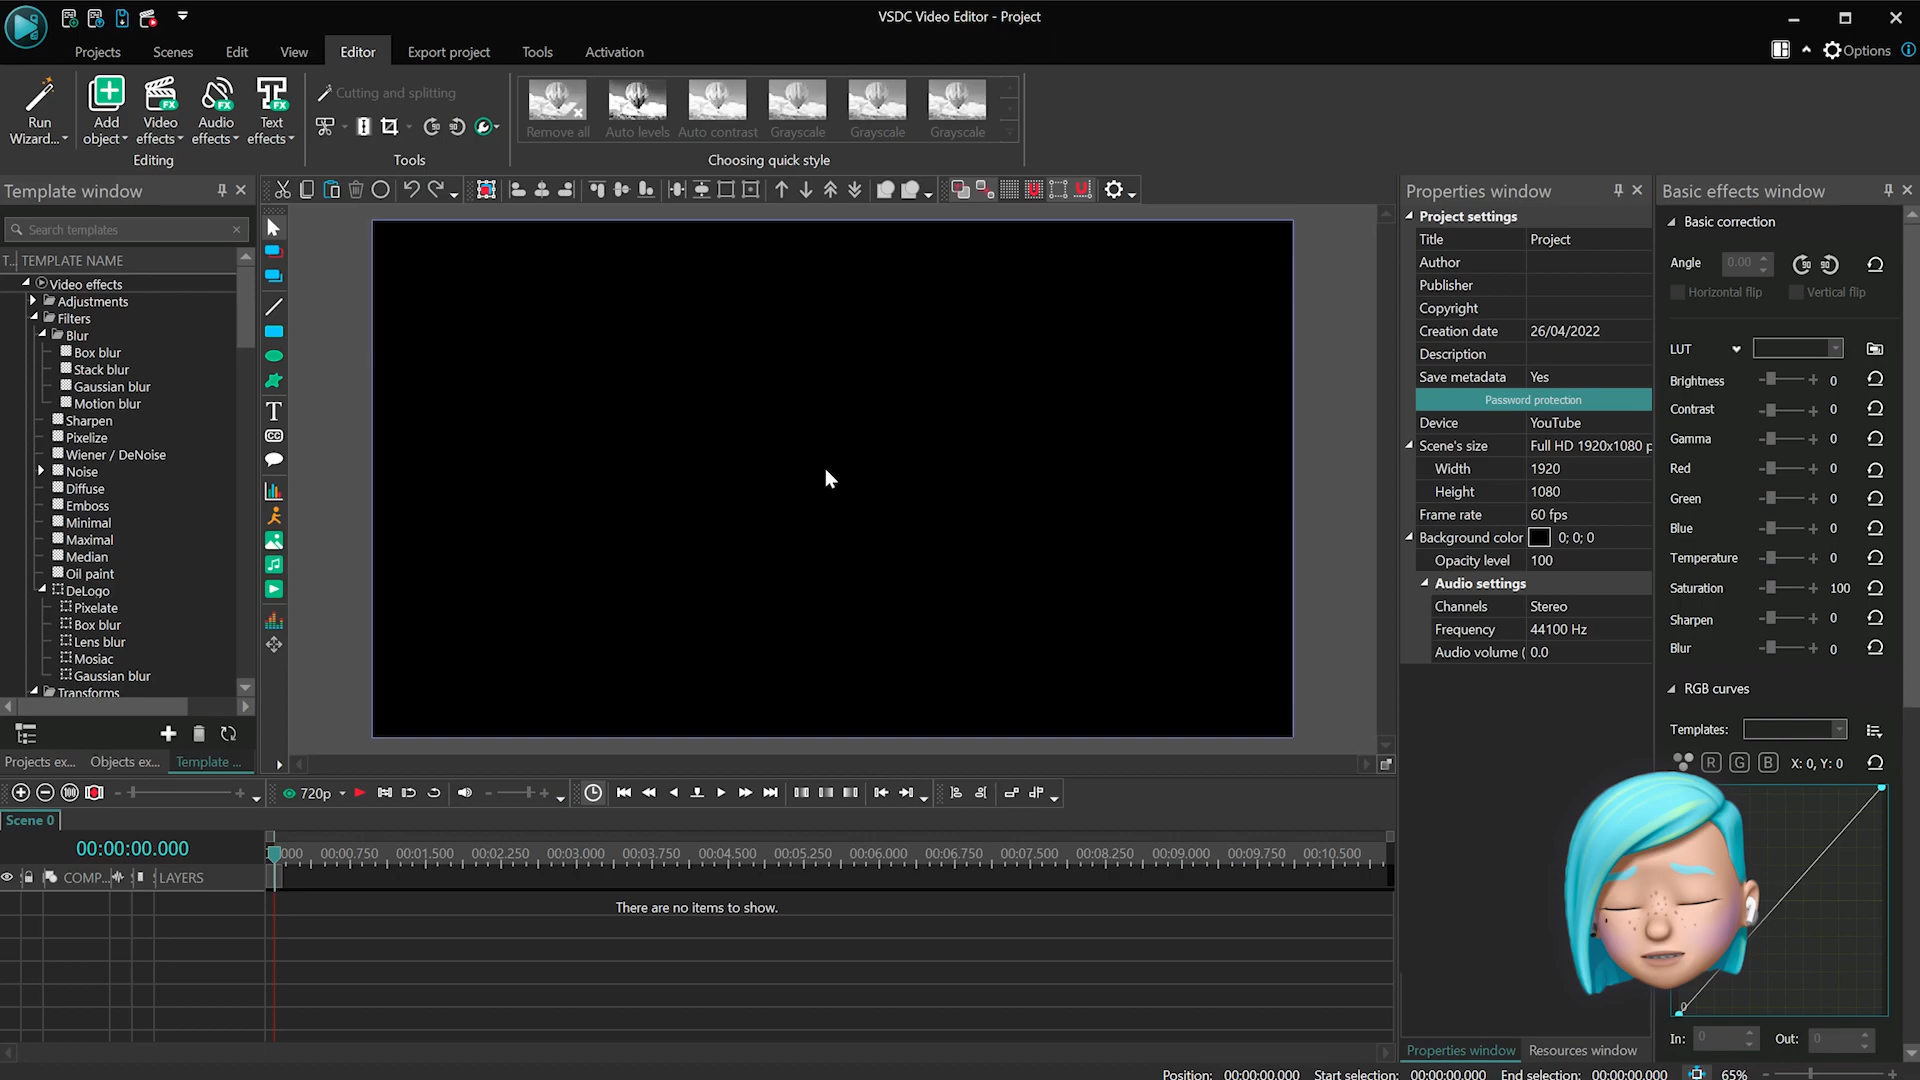 VSDC Video Editor - Project
Projects
Scenes
Edit
View
Editor
Export project
Tools
Activation
Options
Run
Wizard...
Add
object
Video
effects
Audio
effects
Text
effects
Editing
Cutting and splitting
Tools
Remove all
Auto levels
Auto contrast
Grayscale
Grayscale
Grayscale
Choosing quick style
Template window
Search templates
T... TEMPLATE NAME
Video effects
Adjustments
Filters
Blur
Box blur
Stack blur
Gaussian blur
Motion blur
Sharpen
Pixelize
Wiener / DeNoise
Noise
Diffuse
Emboss
Minimal
Maximal
Median
Oil paint
DeLogo
Pixelate
Box blur
Lens blur
Mosiac
Gaussian blur
Transforms
Projects ex...
Objects ex...
Template ...
Properties window
Project settings
Title Project
Author
Publisher
Copyright
Creation date 26/04/2022
Description
Save metadata Yes
Password protection
Device YouTube
Scene's size Full HD 1920x1080 p
Width 1920
Height 1080
Frame rate 60 fps
Background color 0; 0; 0
Opacity level 100
Audio settings
Channels Stereo
Frequency 44100 Hz
Audio volume ( 0.0
Properties window
Resources window
Basic effects window
Basic correction
Angle 0.00 90 90
Horizontal flip Vertical flip
LUT
Brightness 0
Contrast 0
Gamma 0
Red 0
Green 0
Blue 0
Temperature 0
Saturation 100
Sharpen 0
Blur 0
RGB curves
Templates:
R G B X: 0, Y: 0
0
In: 0 Out: 0
T
CC
100
720p
Scene 0
00:00:00.000
000 00:00.750 00:01.500 00:02.250 00:03.000 00:03.750 00:04.500 00:05.250 00:06.000 00:06.750 00:07.500 00:08.250 00:09.000 00:09.750 00:10.500
COMP... LAYERS
There are no items to show.
Position: 00:00:00.000 Start selection: 00:00:00.000 End selection: 00:00:00.000 65%